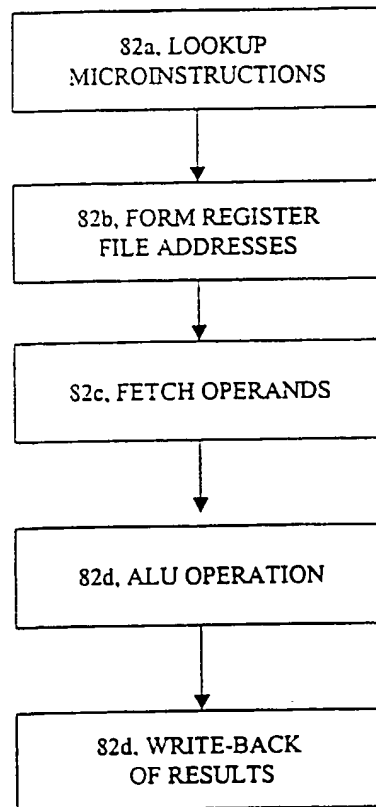 82a, LOOKUP
MICROINSTRUCTIONS
82b, FORM REGISTER
FILE ADDRESSES
82c, FETCH OPERANDS
82d, ALU OPERATION
82d, WRITE-BACK
OF RESULTS